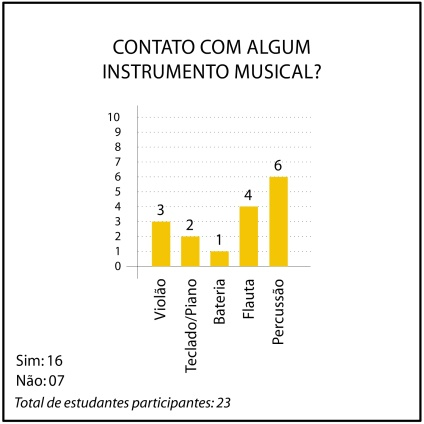 CONTATO COM ALGUM
INSTRUMENTO MUSICAL?
10
9
8
7
6
5
4
3
2
1
0
3
2
1
4
6
Violão
Teclado/Piano
Bateria
Flauta
Percussão
Sim: 16
Não: 07
Total de estudantes participantes: 23